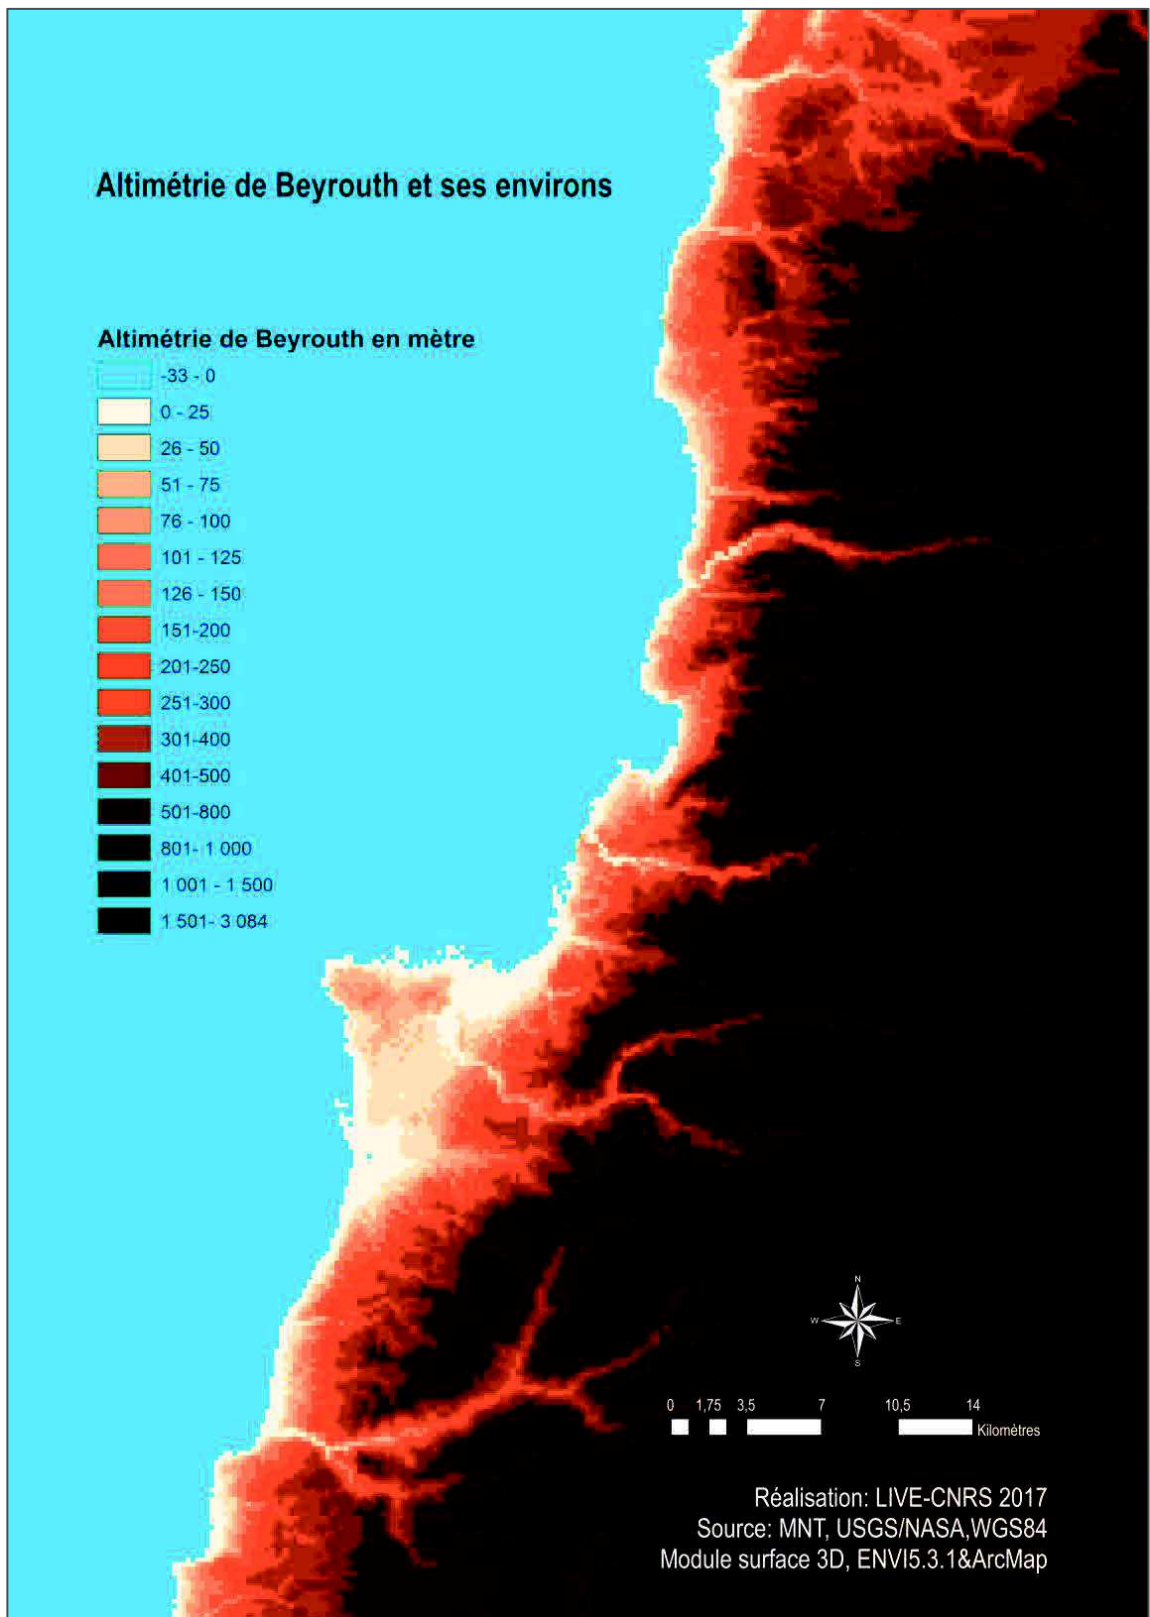 Altimétrie de Beyrouth et ses environs
Altimétrie de Beyrouth en mètre
-33 - 0
0 - 25
26 - 50
51 - 75
76 - 100
101 - 125
126 - 150
151-200
201-250
251-300
301-400
401-500
501-800
801- 1 000
1 001 - 1 500
1 501- 3 084
N
W E
S
0 1,75 3,5 7 10,5 14
Kilomètres
Réalisation: LIVE-CNRS 2017
Source: MNT, USGS/NASA,WGS84
Module surface 3D, ENVI5.3.1&ArcMap